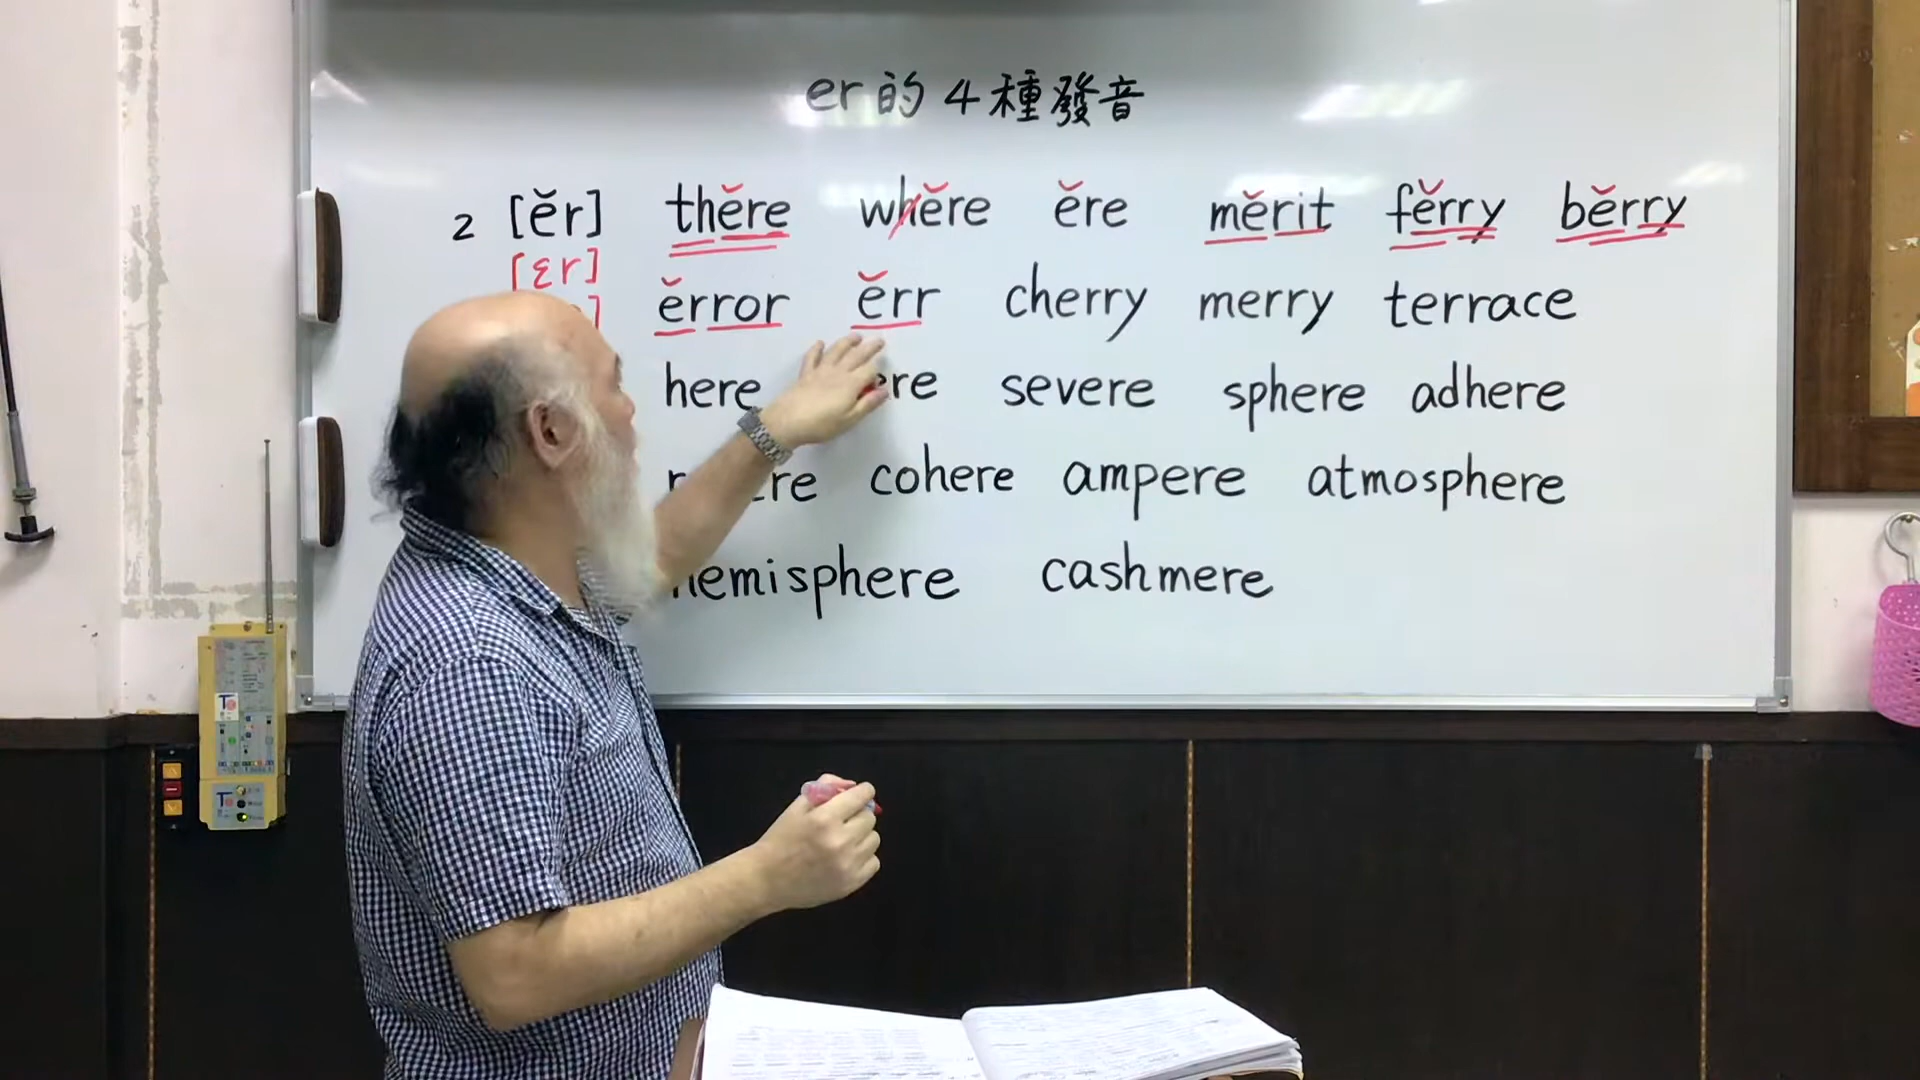 er的4種發音
2 [ĕr] thĕre whĕre ĕre mĕrit fĕrry bĕrry
[ɛr] ĕrror ĕrr cherry merry terrace
here severe sphere adhere
cohere ampere atmosphere
hemisphere cashmere